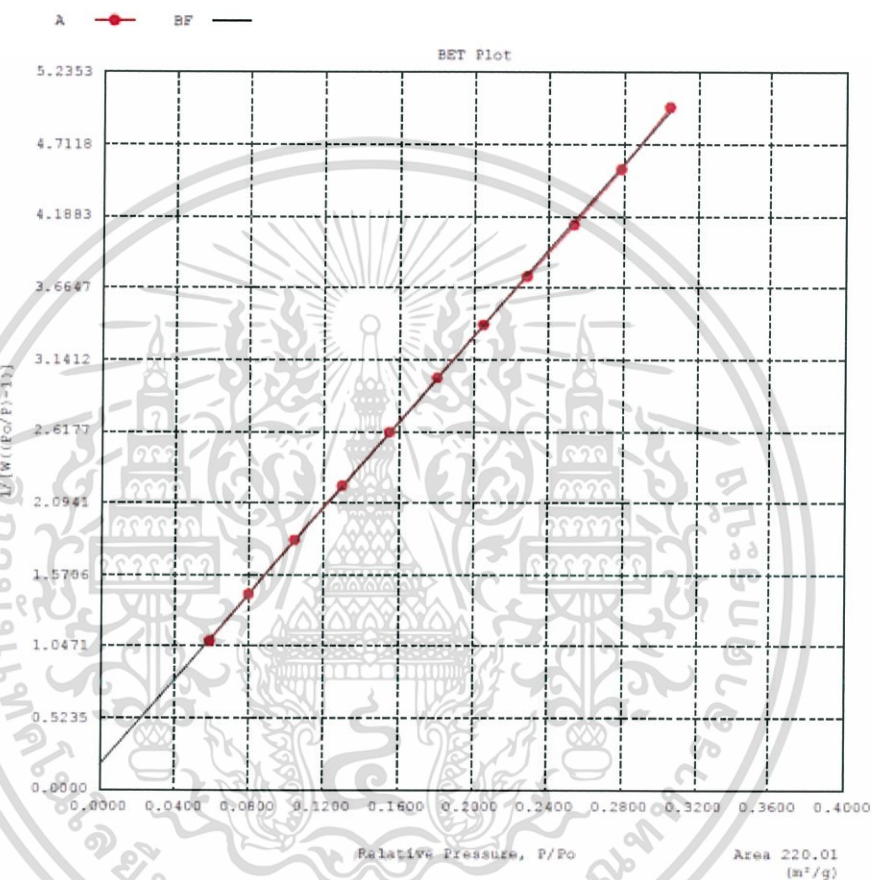 A BF
BET Plot
5.2353
4.7118
4.1883
3.6647
3.1412
2.6177
2.0941
1.5706
1.0471
0.5235
0.0000
1/[W((Po/P)-1)]
0.0000 0.0400 0.0800 0.1200 0.1600 0.2000 0.2400 0.2800 0.3200 0.3600 0.4000
Relative Pressure, P/Po
Area 220.01
(m²/g)